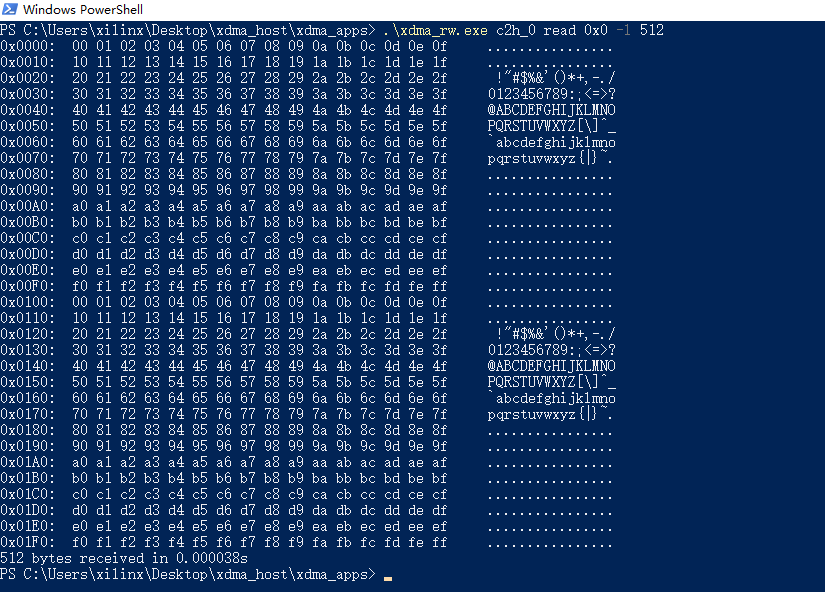 Windows PowerShell
PS C:\Users\xilinx\Desktop\xdma_host\xdma_apps> .\xdma_rw.exe c2h_0 read 0x0 -l 512
0x0000:  00 01 02 03 04 05 06 07 08 09 0a 0b 0c 0d 0e 0f     ................
0x0010:  10 11 12 13 14 15 16 17 18 19 1a 1b 1c 1d 1e 1f     ................
0x0020:  20 21 22 23 24 25 26 27 28 29 2a 2b 2c 2d 2e 2f      !"#$%&'()*+,-./
0x0030:  30 31 32 33 34 35 36 37 38 39 3a 3b 3c 3d 3e 3f     0123456789:;<=>?
0x0040:  40 41 42 43 44 45 46 47 48 49 4a 4b 4c 4d 4e 4f     @ABCDEFGHIJKLMNO
0x0050:  50 51 52 53 54 55 56 57 58 59 5a 5b 5c 5d 5e 5f     PQRSTUVWXYZ[\]^_
0x0060:  60 61 62 63 64 65 66 67 68 69 6a 6b 6c 6d 6e 6f     `abcdefghijklmno
0x0070:  70 71 72 73 74 75 76 77 78 79 7a 7b 7c 7d 7e 7f     pqrstuvwxyz{|}~.
0x0080:  80 81 82 83 84 85 86 87 88 89 8a 8b 8c 8d 8e 8f     ................
0x0090:  90 91 92 93 94 95 96 97 98 99 9a 9b 9c 9d 9e 9f     ................
0x00A0:  a0 a1 a2 a3 a4 a5 a6 a7 a8 a9 aa ab ac ad ae af     ................
0x00B0:  b0 b1 b2 b3 b4 b5 b6 b7 b8 b9 ba bb bc bd be bf     ................
0x00C0:  c0 c1 c2 c3 c4 c5 c6 c7 c8 c9 ca cb cc cd ce cf     ................
0x00D0:  d0 d1 d2 d3 d4 d5 d6 d7 d8 d9 da db dc dd de df     ................
0x00E0:  e0 e1 e2 e3 e4 e5 e6 e7 e8 e9 ea eb ec ed ee ef     ................
0x00F0:  f0 f1 f2 f3 f4 f5 f6 f7 f8 f9 fa fb fc fd fe ff     ................
0x0100:  00 01 02 03 04 05 06 07 08 09 0a 0b 0c 0d 0e 0f     ................
0x0110:  10 11 12 13 14 15 16 17 18 19 1a 1b 1c 1d 1e 1f     ................
0x0120:  20 21 22 23 24 25 26 27 28 29 2a 2b 2c 2d 2e 2f      !"#$%&'()*+,-./
0x0130:  30 31 32 33 34 35 36 37 38 39 3a 3b 3c 3d 3e 3f     0123456789:;<=>?
0x0140:  40 41 42 43 44 45 46 47 48 49 4a 4b 4c 4d 4e 4f     @ABCDEFGHIJKLMNO
0x0150:  50 51 52 53 54 55 56 57 58 59 5a 5b 5c 5d 5e 5f     PQRSTUVWXYZ[\]^_
0x0160:  60 61 62 63 64 65 66 67 68 69 6a 6b 6c 6d 6e 6f     `abcdefghijklmno
0x0170:  70 71 72 73 74 75 76 77 78 79 7a 7b 7c 7d 7e 7f     pqrstuvwxyz{|}~.
0x0180:  80 81 82 83 84 85 86 87 88 89 8a 8b 8c 8d 8e 8f     ................
0x0190:  90 91 92 93 94 95 96 97 98 99 9a 9b 9c 9d 9e 9f     ................
0x01A0:  a0 a1 a2 a3 a4 a5 a6 a7 a8 a9 aa ab ac ad ae af     ................
0x01B0:  b0 b1 b2 b3 b4 b5 b6 b7 b8 b9 ba bb bc bd be bf     ................
0x01C0:  c0 c1 c2 c3 c4 c5 c6 c7 c8 c9 ca cb cc cd ce cf     ................
0x01D0:  d0 d1 d2 d3 d4 d5 d6 d7 d8 d9 da db dc dd de df     ................
0x01E0:  e0 e1 e2 e3 e4 e5 e6 e7 e8 e9 ea eb ec ed ee ef     ................
0x01F0:  f0 f1 f2 f3 f4 f5 f6 f7 f8 f9 fa fb fc fd fe ff     ................
512 bytes received in 0.000038s
PS C:\Users\xilinx\Desktop\xdma_host\xdma_apps>